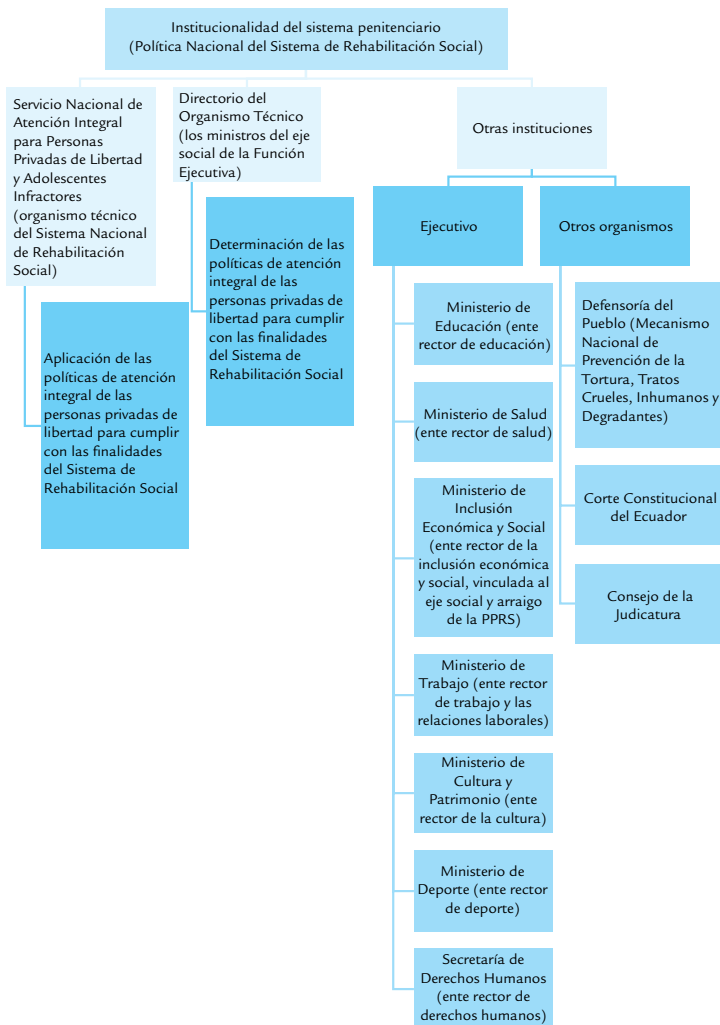 Institucionalidad del sistema penitenciario
(Política Nacional del Sistema de Rehabilitación Social)
Servicio Nacional de
Atención Integral
para Personas
Privadas de Libertad
y Adolescentes
Infractores
(organismo técnico
del Sistema Nacional
de Rehabilitación
Social)
Aplicación de las
políticas de atención
integral de las
personas privadas de
libertad para cumplir
con las finalidades
del Sistema de
Rehabilitación Social
Directorio del
Organismo Técnico
(los ministros del eje
social de la Función
Ejecutiva)
Determinación de las
políticas de atención
integral de las
personas privadas de
libertad para cumplir
con las finalidades
del Sistema de
Rehabilitación Social
Otras instituciones
Ejecutivo
Ministerio de
Educación (ente
rector de educación)
Ministerio de Salud
(ente rector de salud)
Ministerio de
Inclusión
Económica y Social
(ente rector de la
inclusión económica
y social, vinculada al
eje social y arraigo
de la PPRS)
Ministerio de
Trabajo (ente rector
de trabajo y las
relaciones laborales)
Ministerio de
Cultura y
Patrimonio (ente
rector de la cultura)
Ministerio de
Deporte (ente rector
de deporte)
Secretaría de
Derechos Humanos
(ente rector de
derechos humanos)
Otros organismos
Defensoría del
Pueblo (Mecanismo
Nacional de
Prevención de la
Tortura, Tratos
Crueles, Inhumanos y
Degradantes)
Corte Constitucional
del Ecuador
Consejo de la
Judicatura